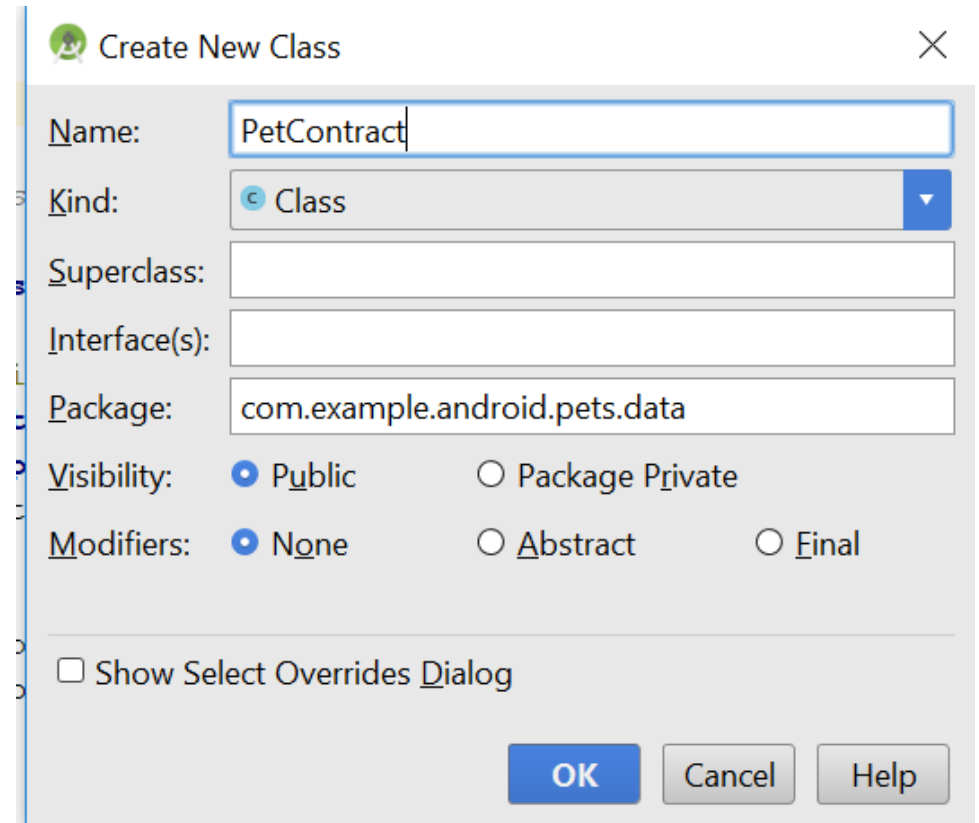 Create New Class
Name: PetContract
Kind: C Class
Superclass:
Interface(s):
Package: com.example.android.pets.data
Visibility: Public Package Private
Modifiers: None Abstract Final
Show Select Overrides Dialog
OK Cancel Help